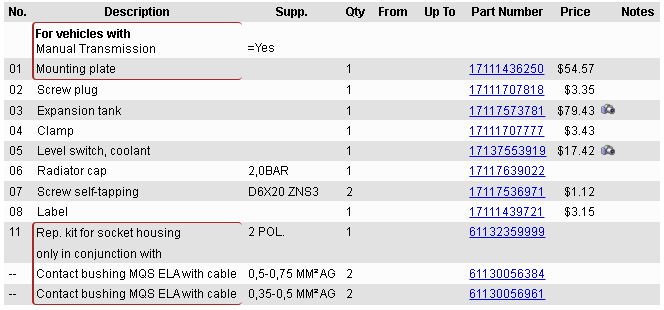 No. Description Supp. Qty From Up To Part Number Price Notes
For vehicles with
Manual Transmission =Yes
01 Mounting plate 1 17111436250 $54.57
02 Screw plug 1 17111707818 $3.35
03 Expansion tank 1 17117573781 $79.43
04 Clamp 1 17111707777 $3.43
05 Level switch, coolant 1 17137553919 $17.42
06 Radiator cap 2,0BAR 1 17117639022
07 Screw self-tapping D6X20 ZNS3 2 17117536971 $1.12
08 Label 1 17111439721 $3.15
11 Rep. kit for socket housing 2 POL. 1 61132359999
only in conjunction with
-- Contact bushing MQS ELA with cable 0,5-0,75 MM² AG 2 61130056384
-- Contact bushing MQS ELA with cable 0,35-0,5 MM² AG 2 61130056961